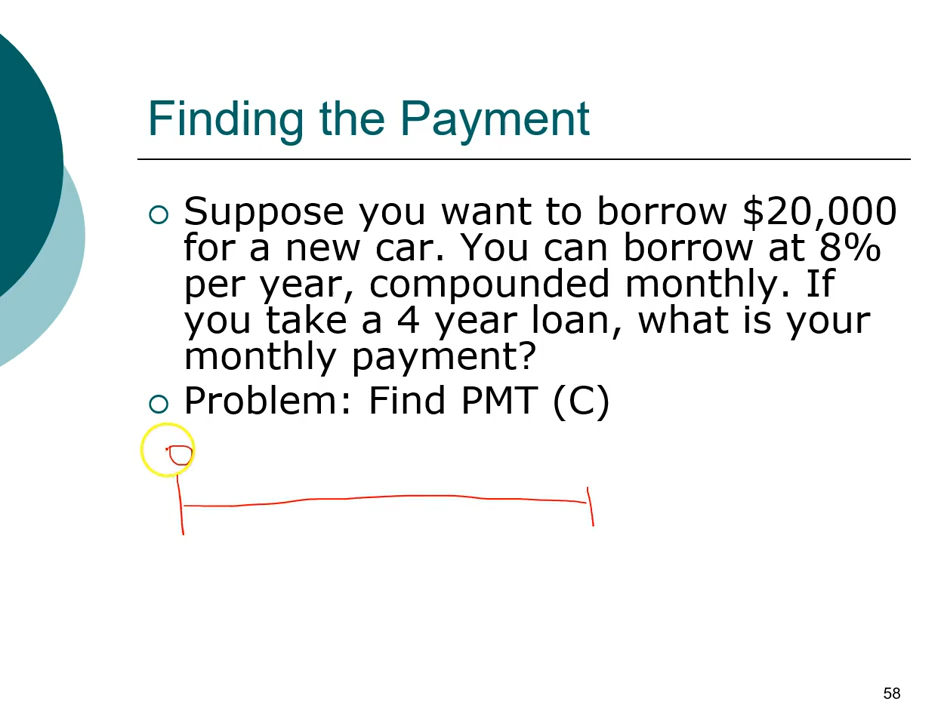 Finding the Payment
Suppose you want to borrow $20,000
for a new car. You can borrow at 8%
per year, compounded monthly. If
you take a 4 year loan, what is your
monthly payment?
Problem: Find PMT (C)
0
58